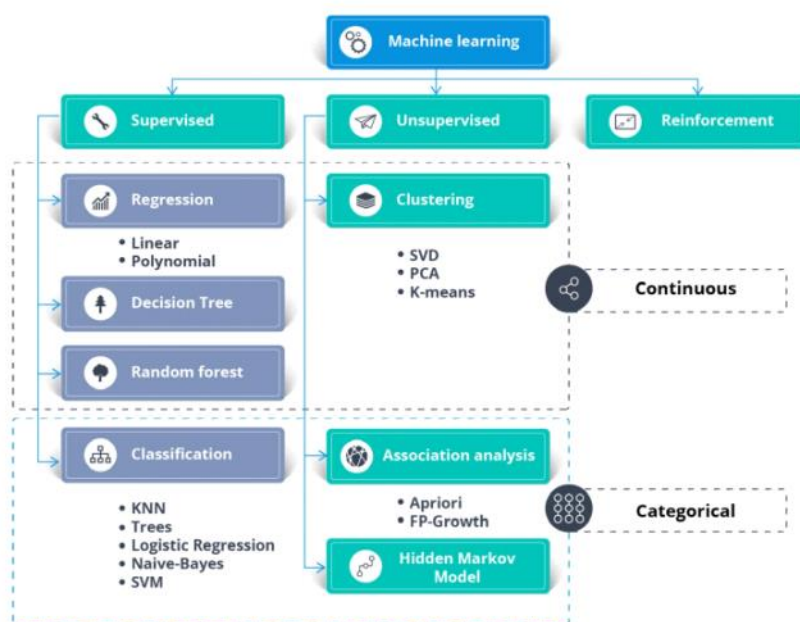 Machine learning
Supervised
Unsupervised
Reinforcement
Regression
• Linear
• Polynomial
Decision Tree
Random forest
Clustering
• SVD
• PCA
• K-means
Continuous
Classification
• KNN
• Trees
• Logistic Regression
• Naive-Bayes
• SVM
Association analysis
• Apriori
• FP-Growth
Hidden Markov
Model
Categorical